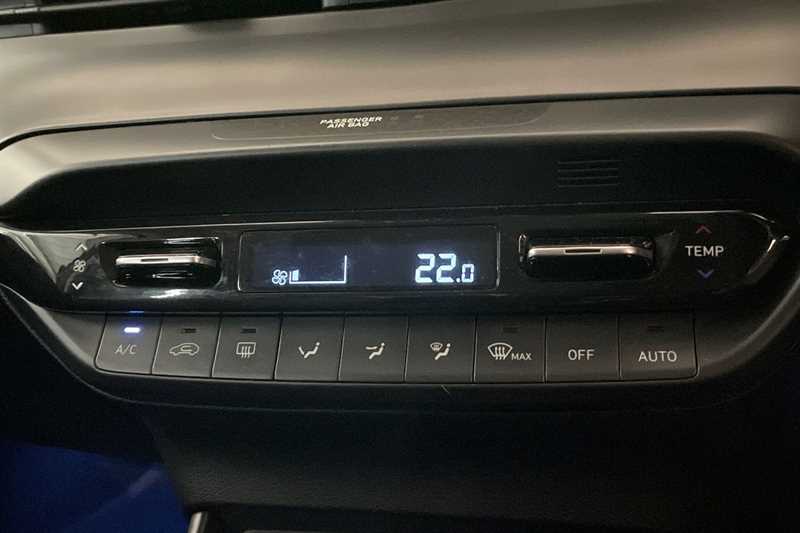 PASSENGER
AIR BAG
22.0
TEMP
A/C
MAX
OFF
AUTO